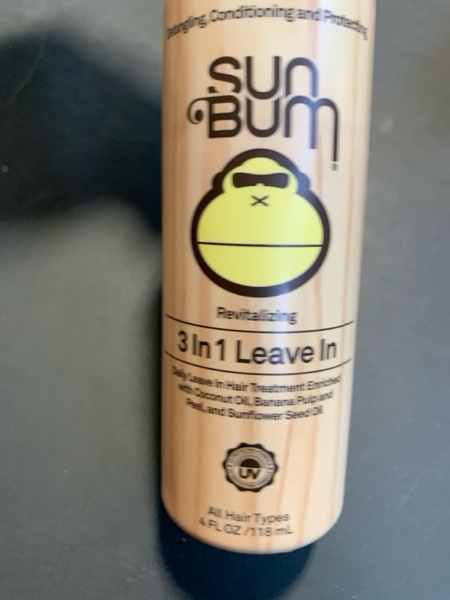 Detangling, Conditioning and Protecting
SUN
BUM
Revitalizing
3 In 1 Leave In
Daily Leave In Hair Treatment Enriched
with Coconut Oil, Banana Pulp and
Peel, and Sunflower Seed Oil
UV
All Hair Types
4 FL OZ / 118 mL